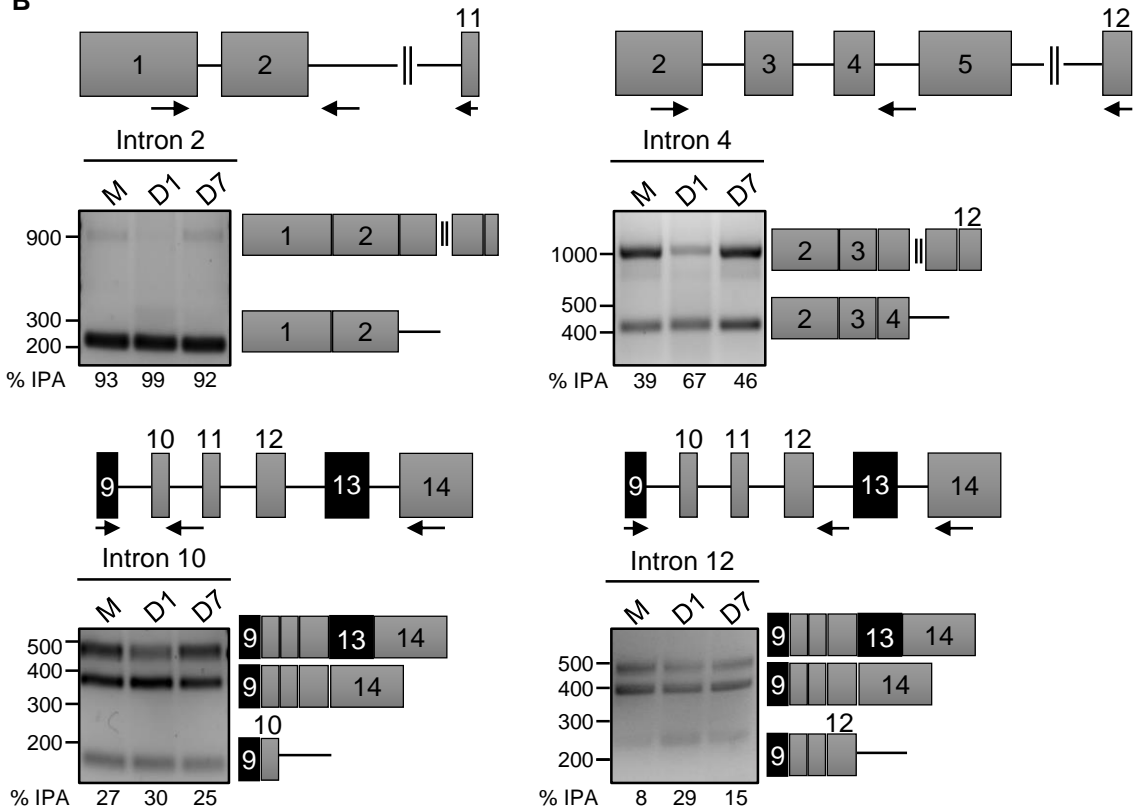 B
11
1 2
Intron 2
M D1 D7
900
300
200
1 2
1 2
% IPA 93 99 92
12
2 3 4 5
Intron 4
M D1 D7
1000
500
400
12
2 3
2 3 4
% IPA 39 67 46
10 11 12
9 13 14
Intron 10
M D1 D7
500
400
300
200
9 13 14
9 14
10
9
% IPA 27 30 25
10 11 12
9 13 14
Intron 12
M D1 D7
500
400
300
200
9 13 14
9 14
12
9
% IPA 8 29 15